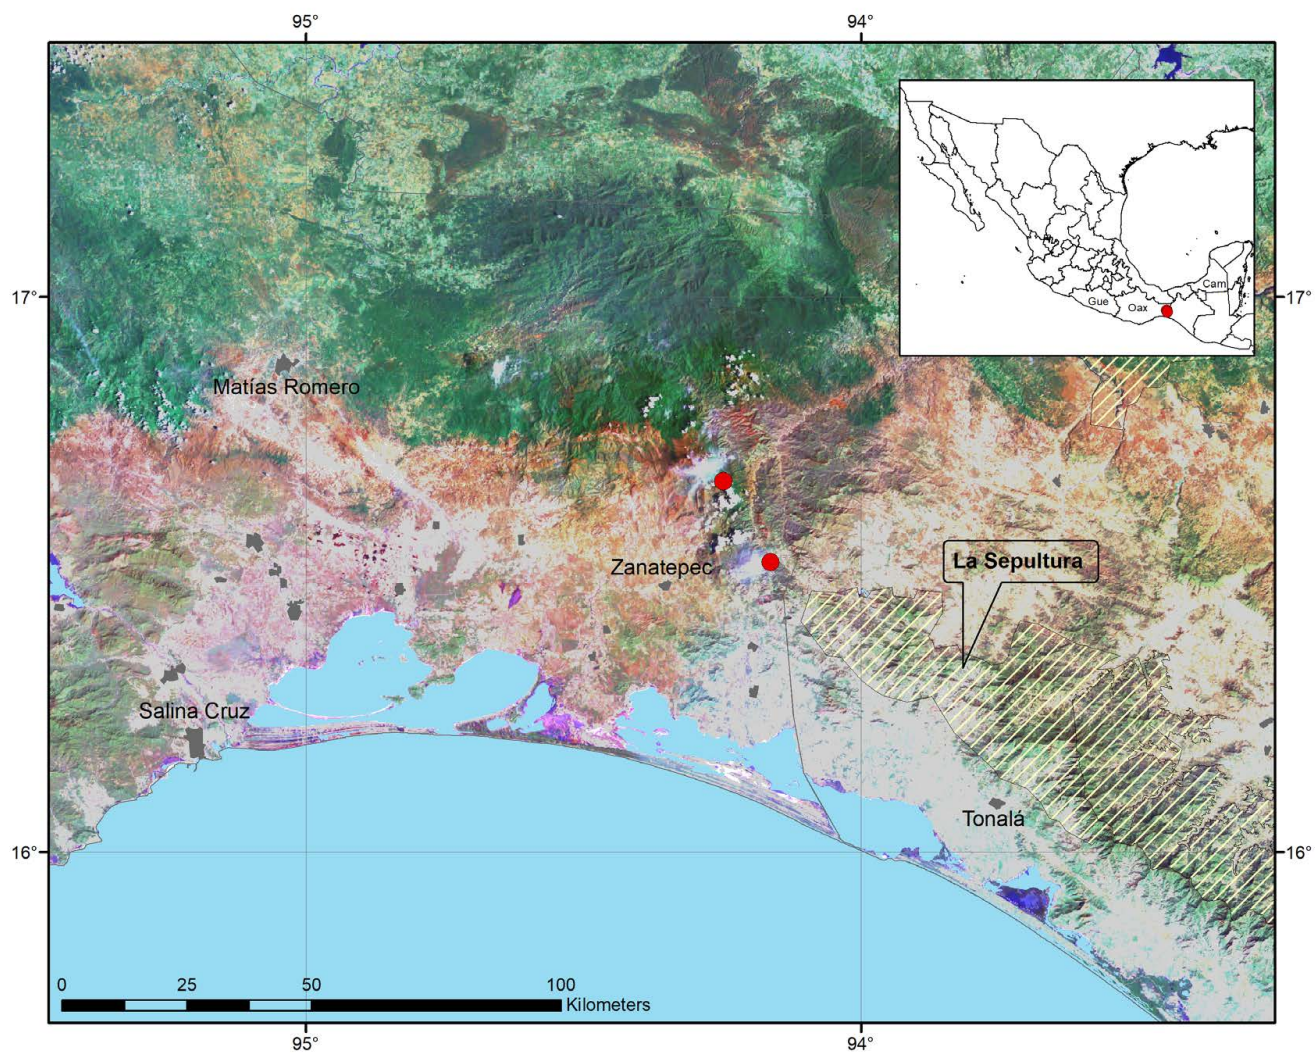 95°
94°
17°
17°
Cam
Gue
Oax
Matías Romero
Zanatepec
La Sepultura
Salina Cruz
Tonalá
16°
16°
0
25
50
100
Kilometers
95°
94°